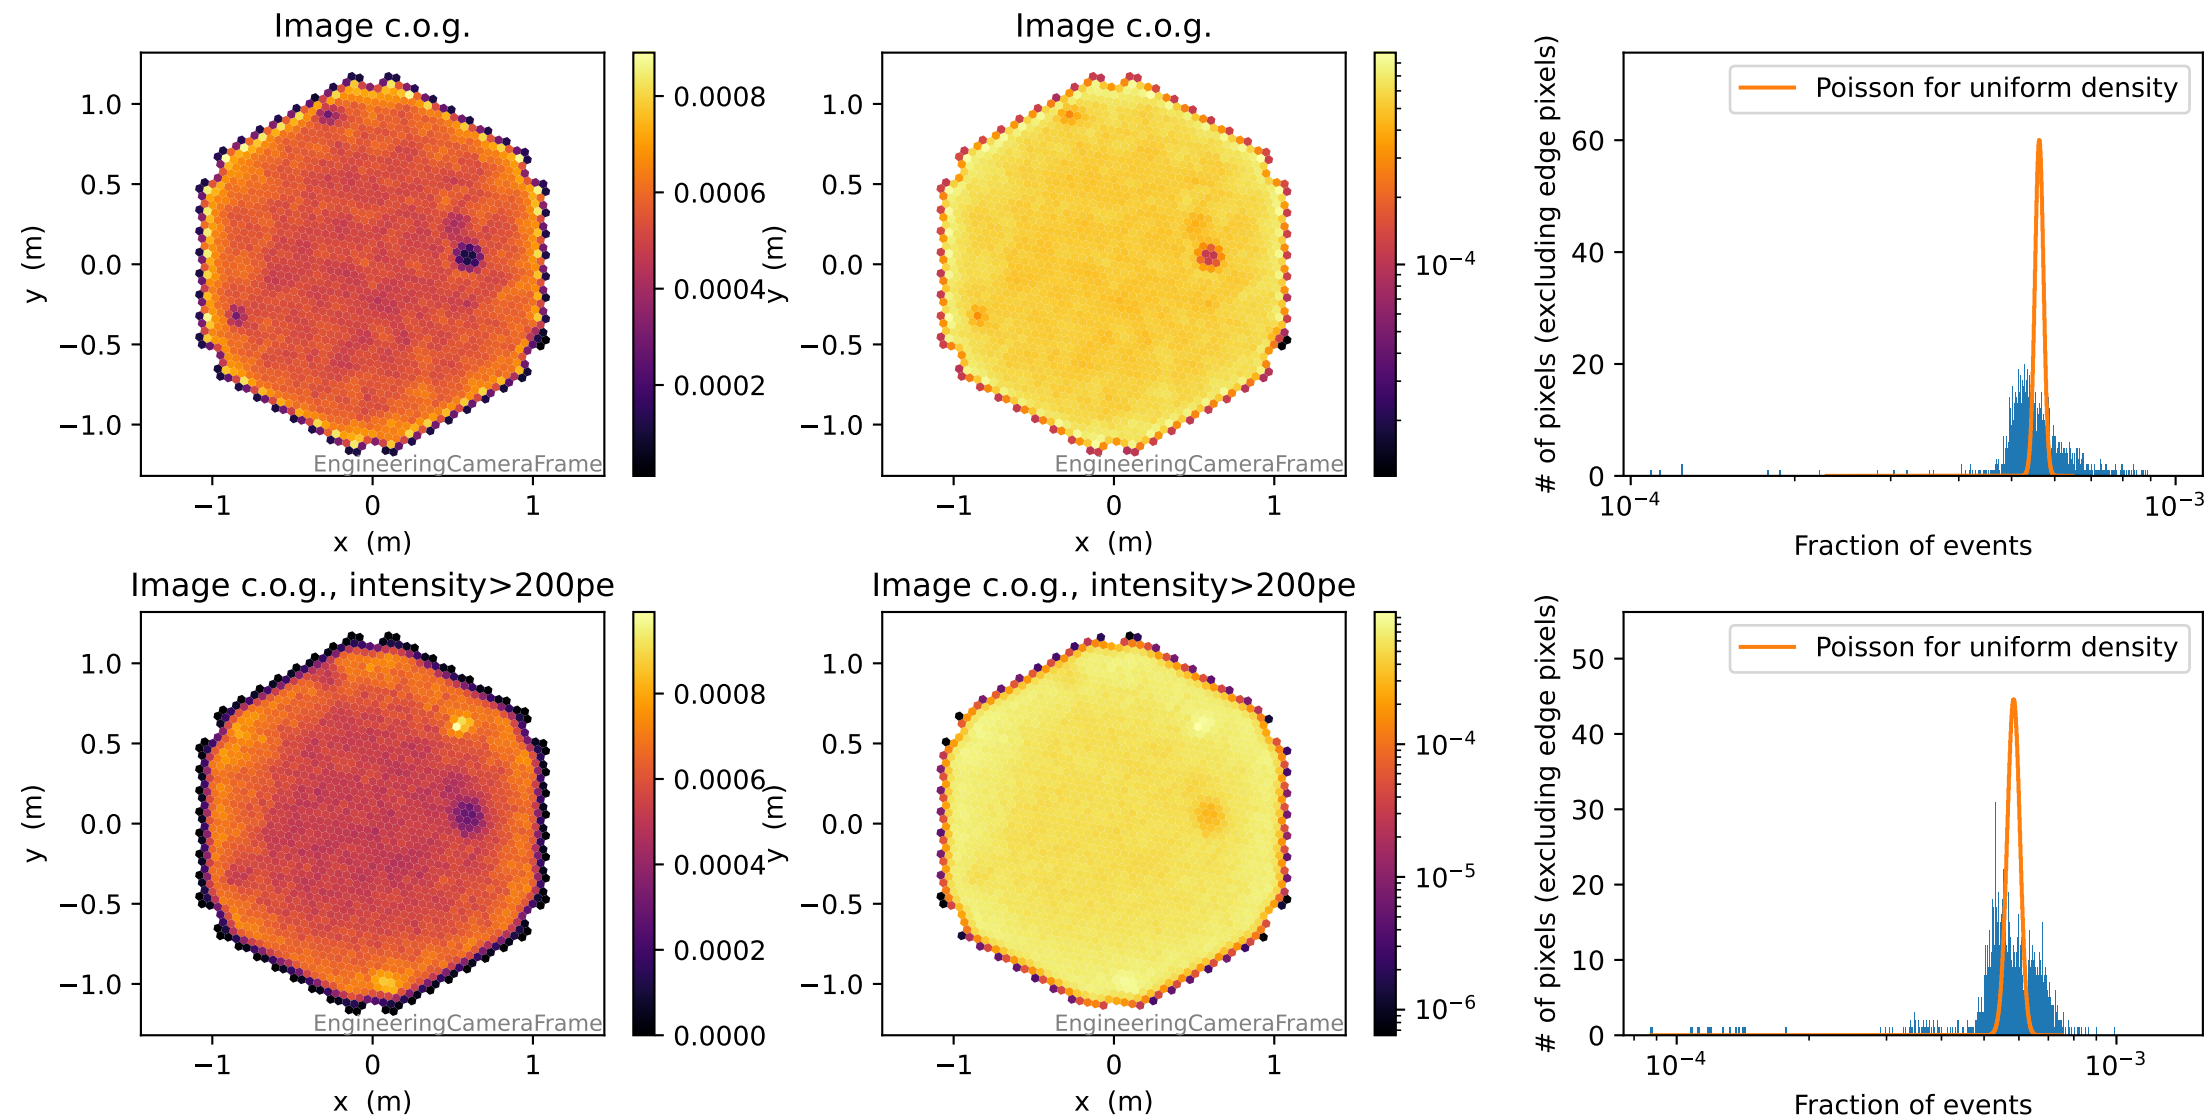 Image c.o.g.
1.0
0.5
0.0
−0.5
−1.0
y (m)
−1
0
1
x (m)
EngineeringCameraFrame
0.0008
0.0006
0.0004
0.0002
Image c.o.g.
1.0
0.5
0.0
−0.5
−1.0
y (m)
−1
0
1
x (m)
EngineeringCameraFrame
10⁻⁴
# of pixels (excluding edge pixels)
60
40
20
0
Poisson for uniform density
10⁻⁴
10⁻³
Fraction of events
Image c.o.g., intensity>200pe
1.0
0.5
0.0
−0.5
−1.0
y (m)
−1
0
1
x (m)
EngineeringCameraFrame
0.0008
0.0006
0.0004
0.0002
0.0000
Image c.o.g., intensity>200pe
1.0
0.5
0.0
−0.5
−1.0
y (m)
−1
0
1
x (m)
EngineeringCameraFrame
10⁻⁴
10⁻⁵
10⁻⁶
# of pixels (excluding edge pixels)
50
40
30
20
10
0
Poisson for uniform density
10⁻⁴
10⁻³
Fraction of events